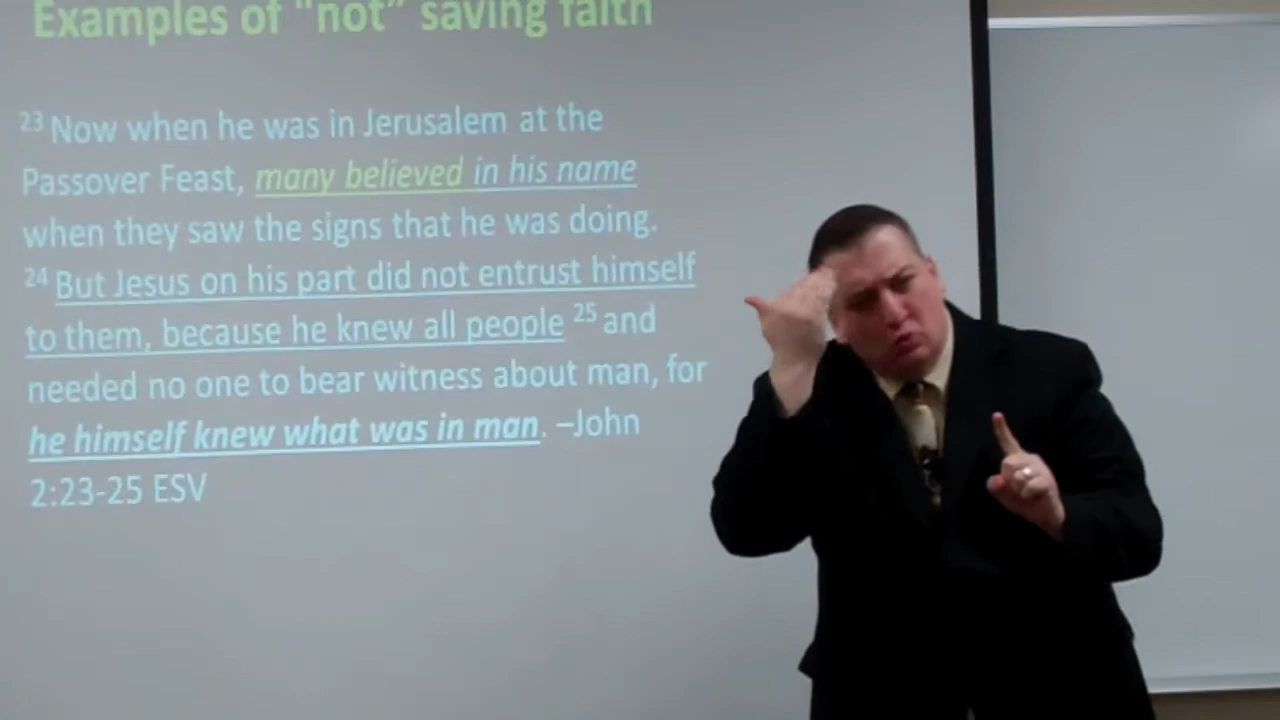 Examples of "not" saving faith
23 Now when he was in Jerusalem at the
Passover Feast, many believed in his name
when they saw the signs that he was doing.
24 But Jesus on his part did not entrust himself
to them, because he knew all people 25 and
needed no one to bear witness about man, for
he himself knew what was in man. –John
2:23-25 ESV